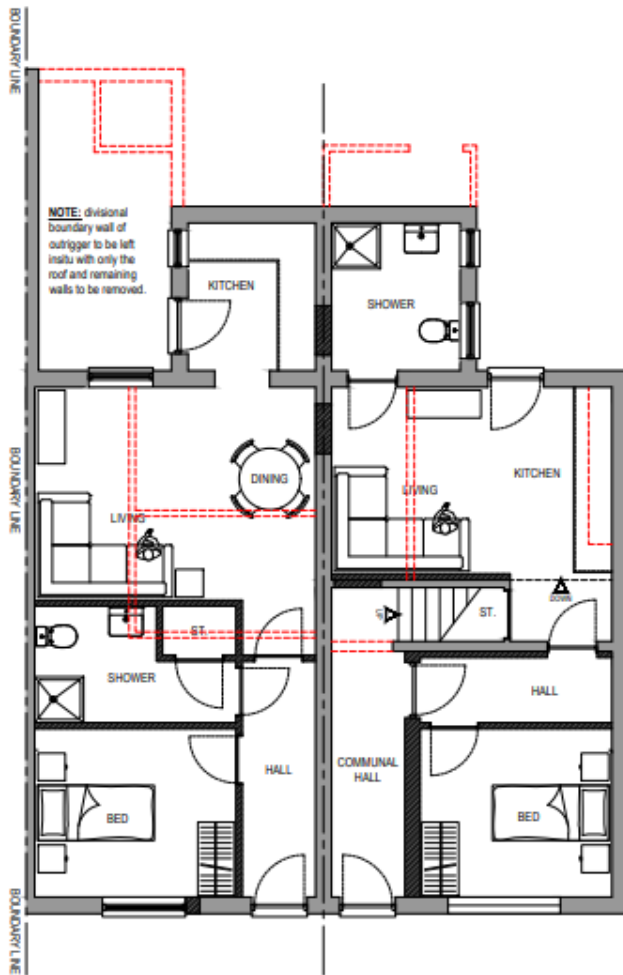 BOUNDARY LINE
NOTE: divisional
boundary wall of
outrigger to be left
insitu with only the
roof and remaining
walls to be removed.
KITCHEN
SHOWER
BOUNDARY LINE
DINING
KITCHEN
LIVING
LIVING
DOWN
UP
ST.
ST.
SHOWER
HALL
HALL
COMMUNAL
HALL
BED
BED
BOUNDARY LINE